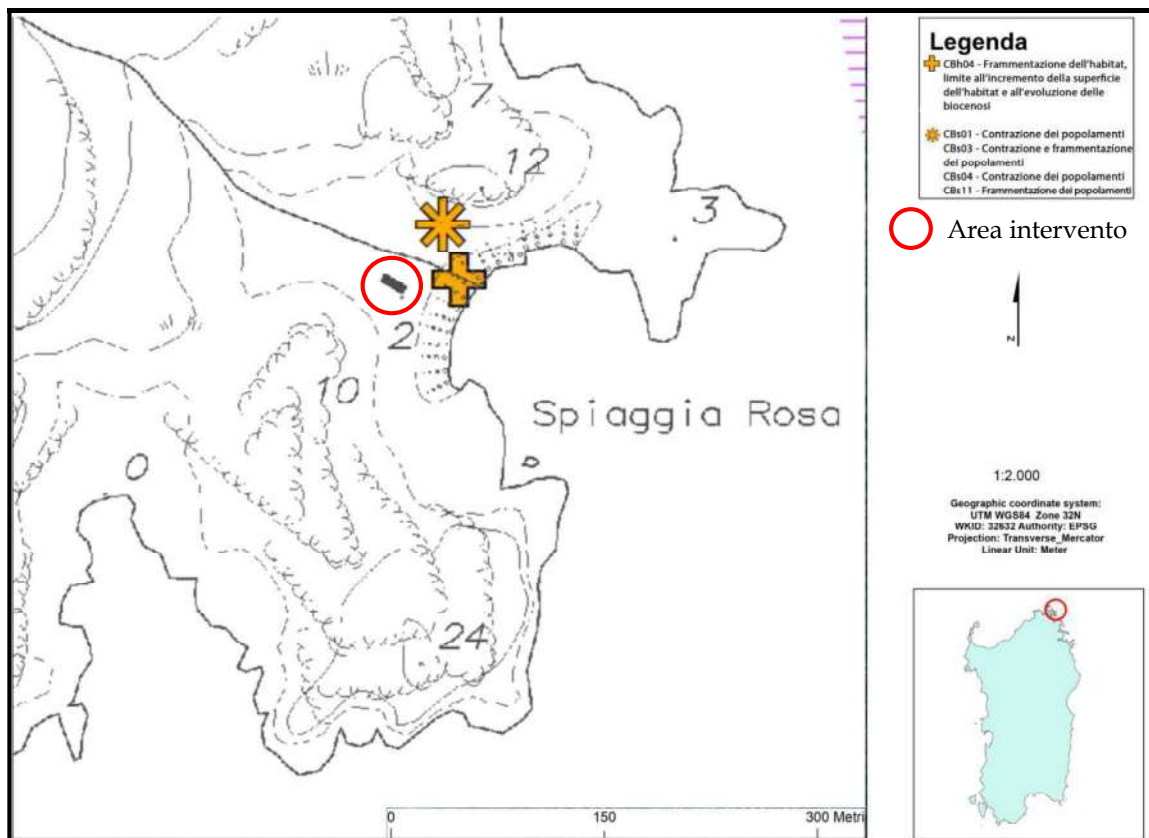 7
12
3
2
10
Spiaggia Rosa
0
24
0 150 300 Metri
Legenda
CBh04 - Frammentazione dell'habitat,
limite all'incremento della superficie
dell'habitat e all'evoluzione delle
biocenosi
CBs01 - Contrazione dei popolamenti
CBs03 - Contrazione e frammentazione
dei popolamenti
CBs04 - Contrazione dei popolamenti
CBs11 - Frammentazione dei popolamenti
Area intervento
N
1:2.000
Geographic coordinate system:
UTM WGS84 Zone 32N
WKID: 32632 Authority: EPSG
Projection: Transverse_Mercator
Linear Unit: Meter